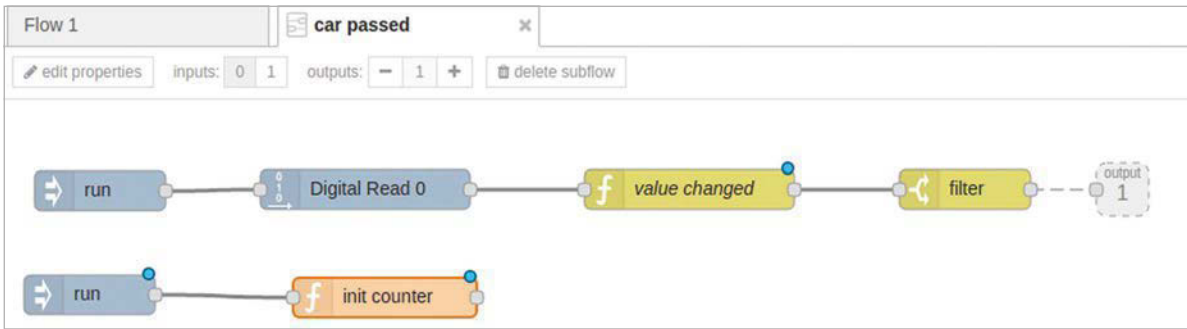 Flow 1
car passed
edit properties inputs: 0 1 outputs: 1 delete subflow
run Digital Read 0 value changed filter output
1
run init counter